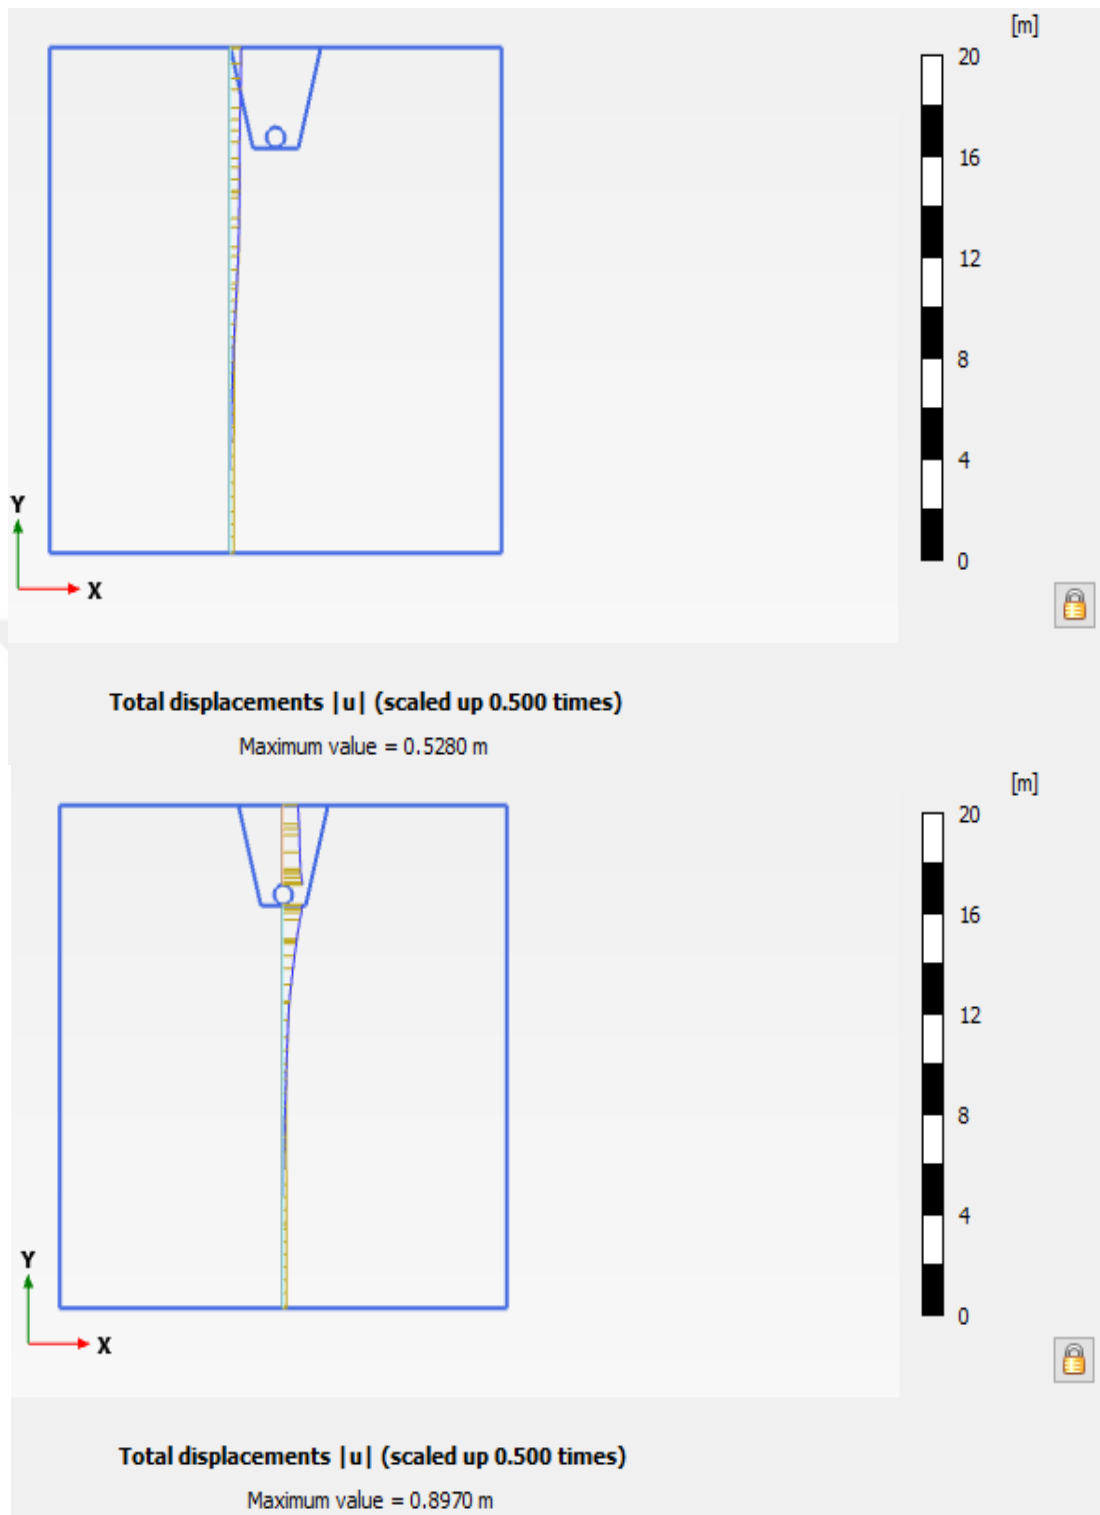 [m]
20
16
12
8
4
0
Y
X
Total displacements |u| (scaled up 0.500 times)
Maximum value = 0.5280 m
[m]
20
16
12
8
4
0
Y
X
Total displacements |u| (scaled up 0.500 times)
Maximum value = 0.8970 m